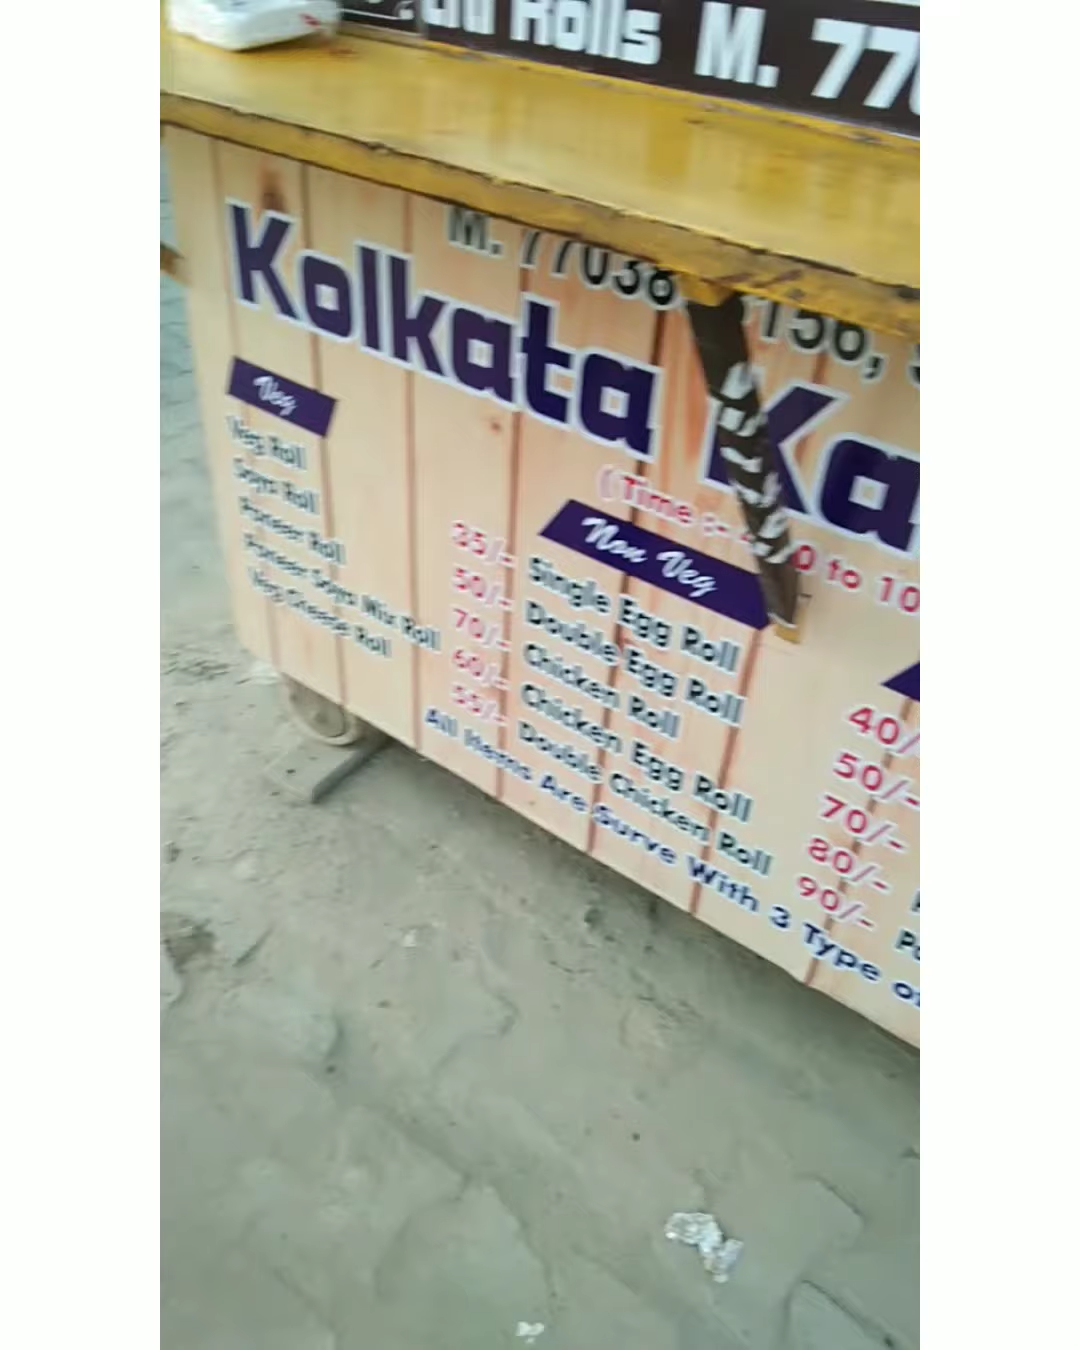 Rolls M. 77
M. 77038 156,
Kolkata Ka
(Time :- 0 to 10
Veg
Veg Roll 35/-
Soya Roll 50/-
Paneer Roll 70/-
Paneer Soya Mix Roll 60/-
Veg Cheese Roll 55/-
Non Veg
Single Egg Roll 40/-
Double Egg Roll 50/-
Chicken Roll 70/-
Chicken Egg Roll 80/-
Double Chicken Roll 90/-
All Items Are Surve With 3 Type of